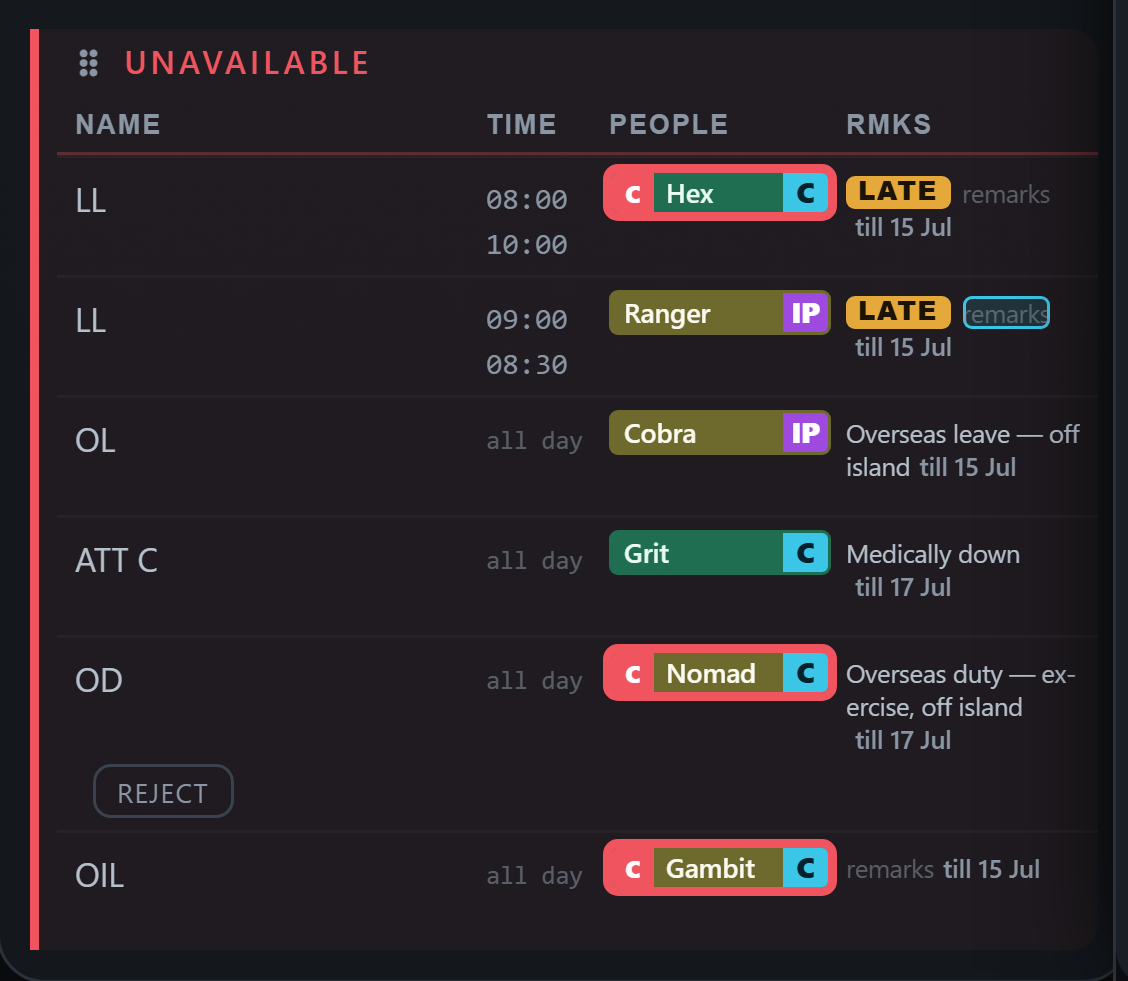 UNAVAILABLE
NAME TIME PEOPLE RMKS
LL 08:00 c Hex C LATE remarks
10:00 till 15 Jul
LL 09:00 Ranger IP LATE remarks
08:30 till 15 Jul
OL all day Cobra IP Overseas leave — off
island till 15 Jul
ATT C all day Grit C Medically down
till 17 Jul
OD all day c Nomad C Overseas duty — ex-
ercise, off island
till 17 Jul
REJECT
OIL all day c Gambit C remarks till 15 Jul